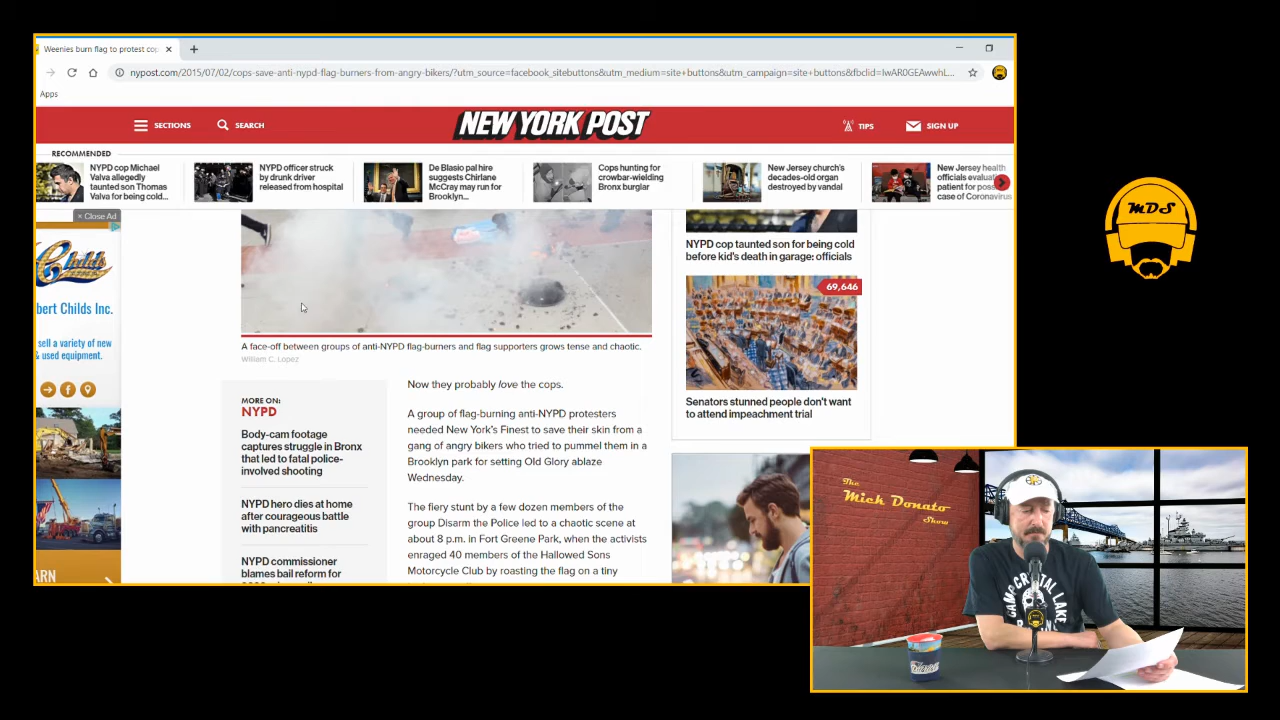 Weenies burn flag to protest cop
nypost.com/2015/07/02/cops-save-anti-nypd-flag-burners-from-angry-bikers/?utm_source=facebook_sitebuttons&utm_medium=site+buttons&utm_campaign=site+buttons&fbclid=IwAR0GEAwwhL...
Apps
SECTIONS
SEARCH
NEW YORK POST
TIPS
SIGN UP
RECOMMENDED
NYPD cop Michael
Valva allegedly
taunted son Thomas
Valva for being cold...
NYPD officer struck
by drunk driver
released from hospital
De Blasio pal hire
suggests Chirlane
McCray may run for
Brooklyn...
Cops hunting for
crowbar-wielding
Bronx burglar
New Jersey church's
decades-old organ
destroyed by vandal
New Jersey health
officials evalua
patient for pos
case of Coronavirus
× Close Ad
Childs
bert Childs Inc.
sell a variety of new
& used equipment.
ARN
A face-off between groups of anti-NYPD flag-burners and flag supporters grows tense and chaotic.
William C. Lopez
MORE ON:
NYPD
Body-cam footage
captures struggle in Bronx
that led to fatal police-
involved shooting
NYPD hero dies at home
after courageous battle
with pancreatitis
NYPD commissioner
blames bail reform for
Now they probably love the cops.
A group of flag-burning anti-NYPD protesters
needed New York's Finest to save their skin from a
gang of angry bikers who tried to pummel them in a
Brooklyn park for setting Old Glory ablaze
Wednesday.
The fiery stunt by a few dozen members of the
group Disarm the Police led to a chaotic scene at
about 8 p.m. in Fort Greene Park, when the activists
enraged 40 members of the Hallowed Sons
Motorcycle Club by roasting the flag on a tiny
NYPD cop taunted son for being cold
before kid's death in garage: officials
69,646
Senators stunned people don't want
to attend impeachment trial
MDS
The
Mick Donato
Show
CAMP CRYSTAL LAKE